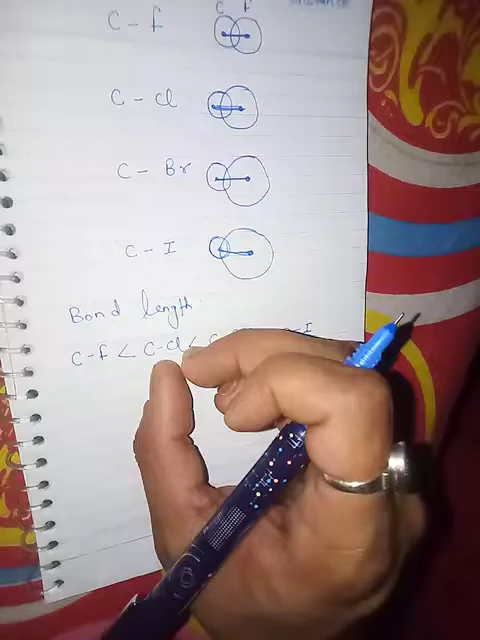 C F
C - f
C - Cl
C - Br
C - I
Bond length
C-f < C-Cl < C-I